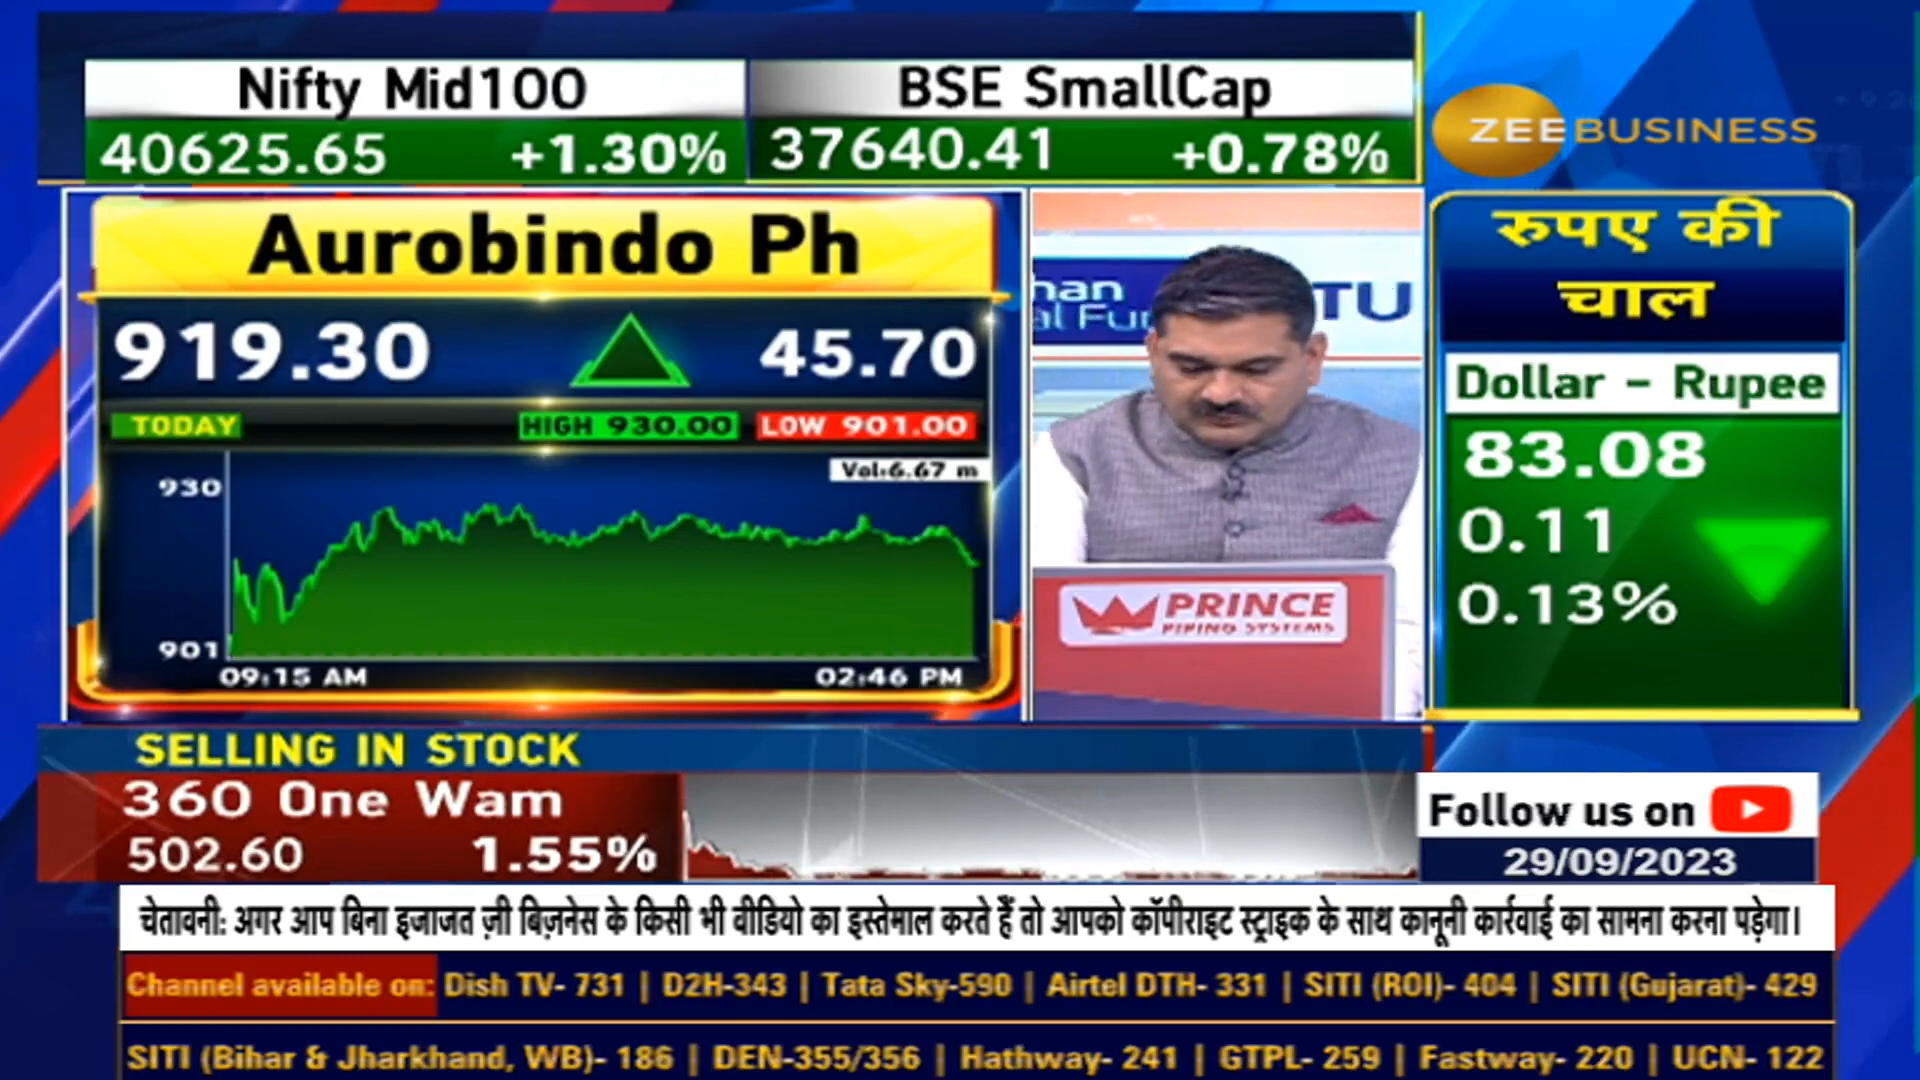 Nifty Mid100
40625.65 +1.30%
BSE SmallCap
37640.41 +0.78%
ZEEBUSINESS
Aurobindo Ph
919.30 45.70
TODAY HIGH 930.00 LOW 901.00
Vol:6.67 m
930
901
09:15 AM 02:46 PM
TU
PRINCE
PIPING SYSTEMS
रुपए की
चाल
Dollar - Rupee
83.08
0.11
0.13%
SELLING IN STOCK
360 One Wam
502.60 1.55%
Follow us on
29/09/2023
चेतावनी: अगर आप बिना इजाजत ज़ी बिज़नेस के किसी भी वीडियो का इस्तेमाल करते हैं तो आपको कॉपीराइट स्ट्राइक के साथ कानूनी कार्रवाई का सामना करना पड़ेगा।
Channel available on: Dish TV- 731 | D2H-343 | Tata Sky-590 | Airtel DTH- 331 | SITI (ROI)- 404 | SITI (Gujarat)- 429
SITI (Bihar & Jharkhand, WB)- 186 | DEN-355/356 | Hathway- 241 | GTPL- 259 | Fastway- 220 | UCN- 122